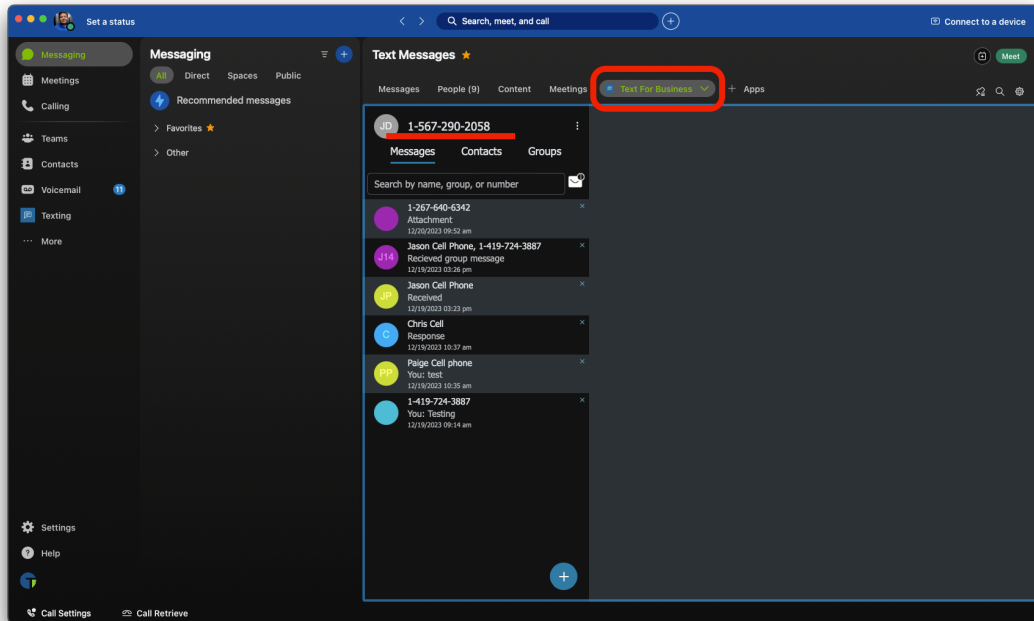 Set a status
Search, meet, and call
Connect to a device
Messaging
Meetings
Calling
Teams
Contacts
Voicemail 11
Texting
More
Settings
Help
Call Settings
Call Retrieve
Messaging
All Direct Spaces Public
Recommended messages
Favorites
Other
Text Messages
Meet
Messages People (9) Content Meetings Text For Business + Apps
JD 1-567-290-2058
Messages Contacts Groups
Search by name, group, or number
1-267-640-6342
Attachment
12/20/2023 09:52 am
J14 Jason Cell Phone, 1-419-724-3887
Recieved group message
12/19/2023 03:26 pm
JP Jason Cell Phone
Received
12/19/2023 03:23 pm
C Chris Cell
Response
12/19/2023 10:37 am
PP Paige Cell phone
You: test
12/19/2023 10:35 am
1-419-724-3887
You: Testing
12/19/2023 09:14 am